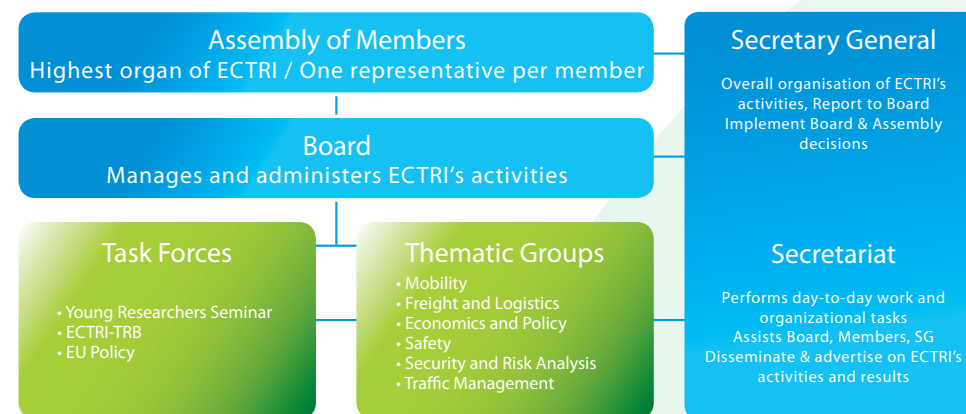 Assembly of Members
Highest organ of ECTRI / One representative per member
Board
Manages and administers ECTRI's activities
Task Forces
• Young Researchers Seminar
• ECTRI-TRB
• EU Policy
Thematic Groups
• Mobility
• Freight and Logistics
• Economics and Policy
• Safety
• Security and Risk Analysis
• Traffic Management
Secretary General
Overall organisation of ECTRI's
activities, Report to Board
Implement Board & Assembly
decisions
Secretariat
Performs day-to-day work and
organizational tasks
Assists Board, Members, SG
Disseminate & advertise on ECTRI's
activities and results